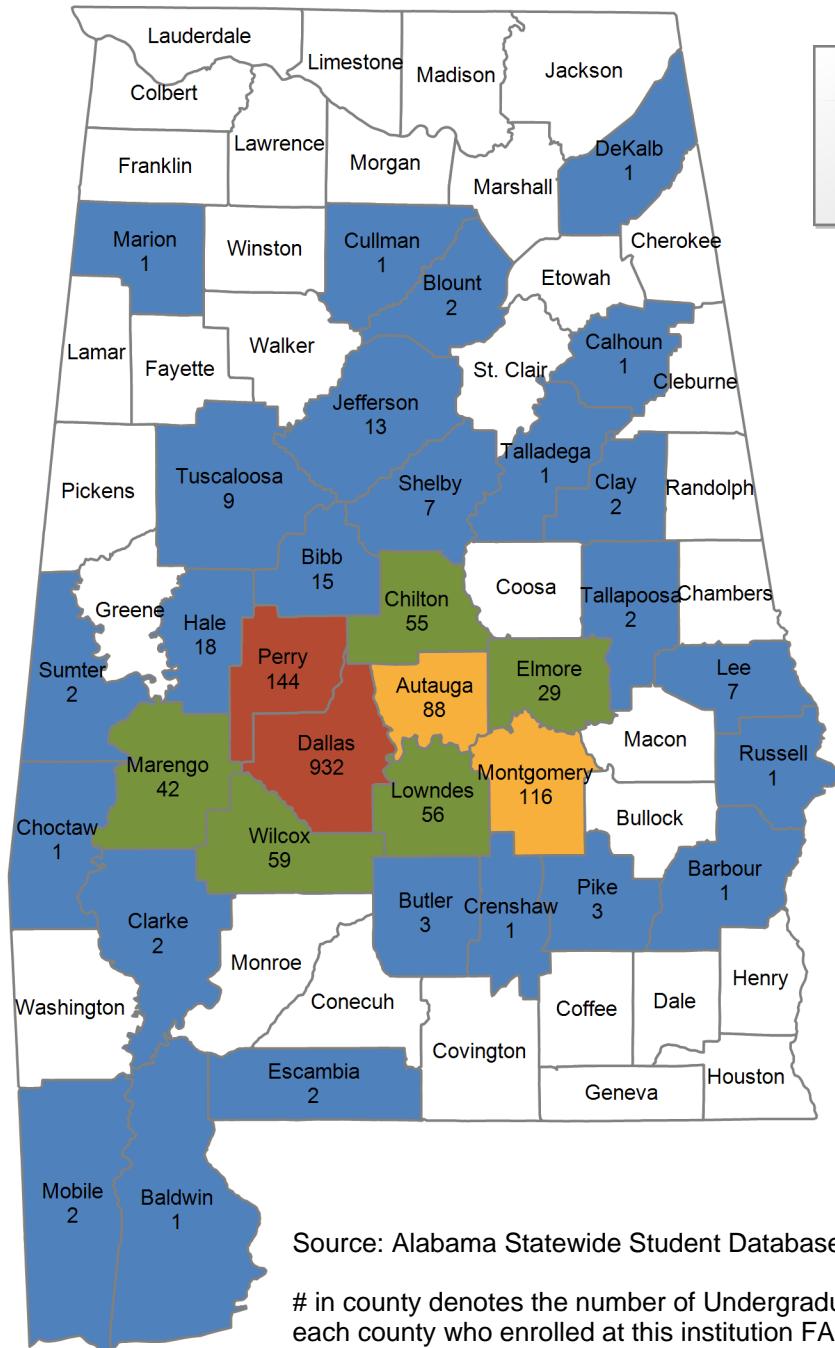 Lauderdale
Limestone
Madison
Jackson
Colbert
Lawrence
Franklin
Morgan
DeKalb
1
Marshall
Marion
1
Winston
Cullman
1
Cherokee
Blount
2
Etowah
Lamar
Fayette
Walker
St. Clair
Calhoun
1
Cleburne
Jefferson
13
Talladega
1
Tuscaloosa
9
Shelby
7
Clay
2
Randolph
Pickens
Bibb
15
Chilton
55
Coosa
Tallapoosa
2
Chambers
Greene
Hale
18
Perry
144
Elmore
29
Lee
7
Sumter
2
Autauga
88
Dallas
932
Macon
Russell
1
Marengo
42
Montgomery
116
Lowndes
56
Bullock
Choctaw
1
Wilcox
59
Barbour
1
Clarke
2
Butler
3
Crenshaw
1
Pike
3
Monroe
Henry
Washington
Conecuh
Coffee
Dale
Covington
Escambia
2
Geneva
Houston
Mobile
2
Baldwin
1
Source: Alabama Statewide Student Database
# in county denotes the number of Undergradu
each county who enrolled at this institution FA